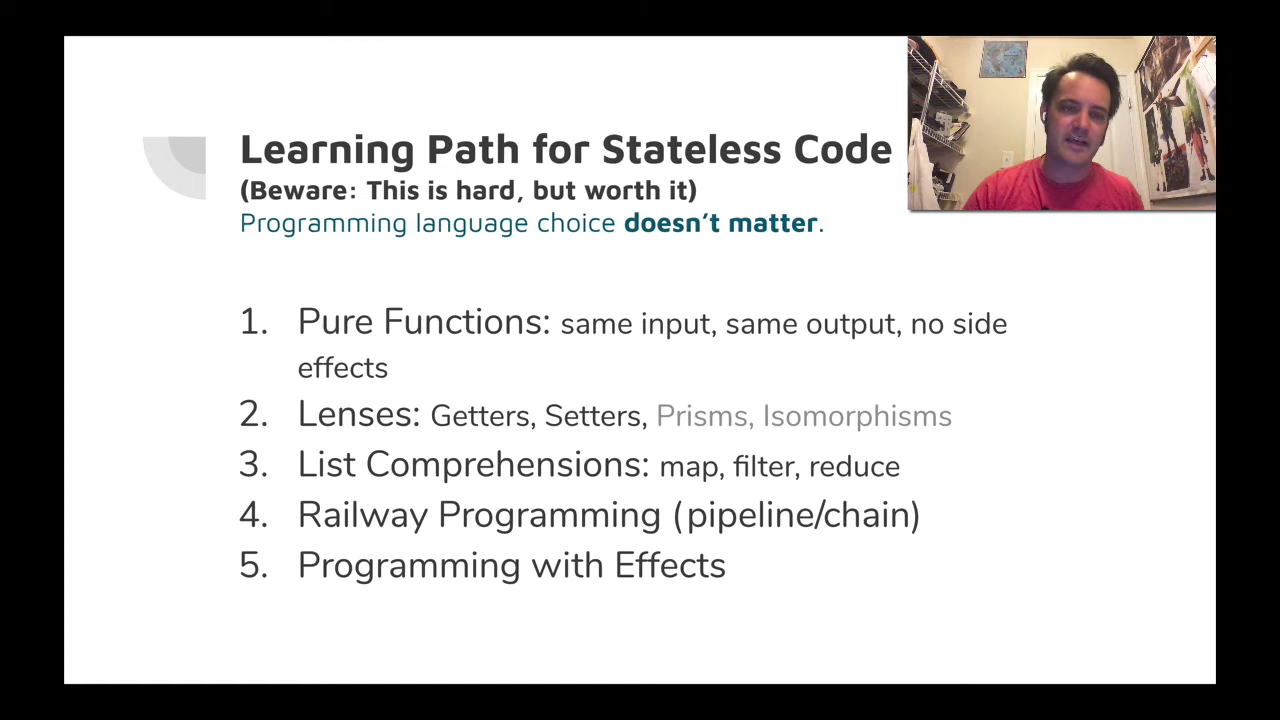 Learning Path for Stateless Code
(Beware: This is hard, but worth it)
Programming language choice doesn’t matter.
1. Pure Functions: same input, same output, no side
effects
2. Lenses: Getters, Setters, Prisms, Isomorphisms
3. List Comprehensions: map, filter, reduce
4. Railway Programming (pipeline/chain)
5. Programming with Effects